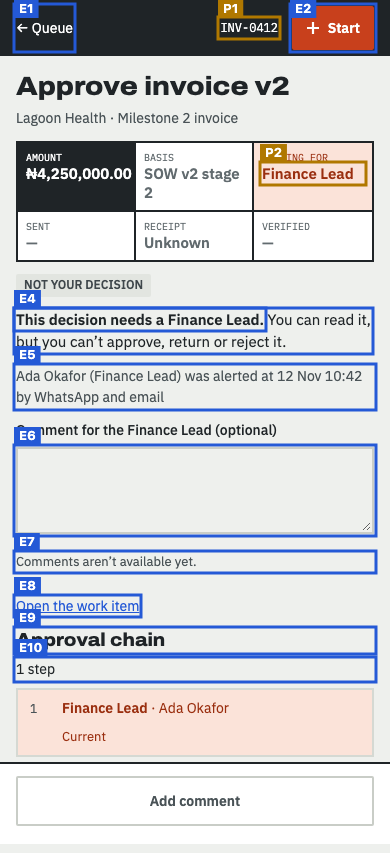 E1 P1 E2
← Queue INV-0412 + Start
Approve invoice v2
Lagoon Health · Milestone 2 invoice
AMOUNT BASIS P2 ING FOR
₦4,250,000.00 SOW v2 stage 2 Finance Lead
SENT RECEIPT VERIFIED
— Unknown —
NOT YOUR DECISION
E4
This decision needs a Finance Lead. You can read it,
but you can’t approve, return or reject it.
E5
Ada Okafor (Finance Lead) was alerted at 12 Nov 10:42
by WhatsApp and email
Comment for the Finance Lead (optional)
E6
E7
Comments aren’t available yet.
E8
Open the work item
E9
Approval chain
E10
1 step
1 Finance Lead · Ada Okafor
Current
Add comment